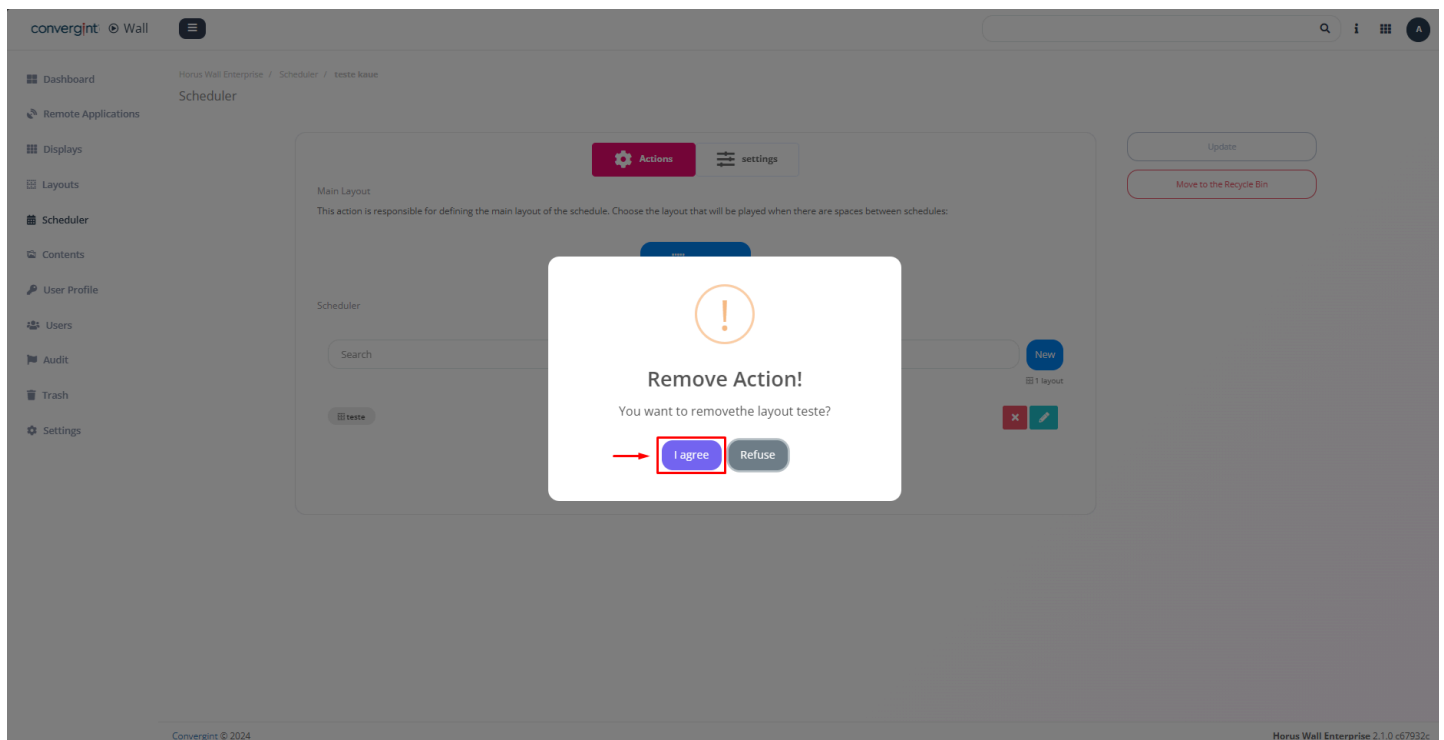 convergint Wall
i
A
Dashboard
Remote Applications
Displays
Layouts
Scheduler
Contents
User Profile
Users
Audit
Trash
Settings
Horus Wall Enterprise / Scheduler / teste kaue
Scheduler
Actions
settings
Update
Move to the Recycle Bin
Main Layout
This action is responsible for defining the main layout of the schedule. Choose the layout that will be played when there are spaces between schedules:
Scheduler
Search
New
1 layout
teste
!
Remove Action!
You want to removethe layout teste?
I agree
Refuse
Convergint © 2024
Horus Wall Enterprise 2.1.0 c67932c